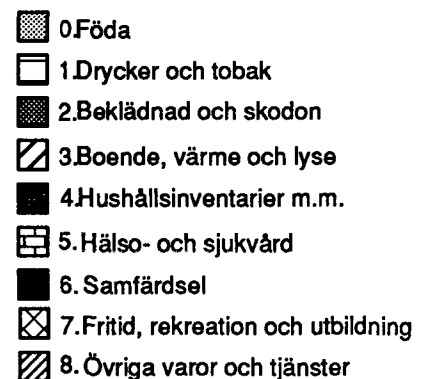 0.Föda
1.Drycker och tobak
2.Beklädnad och skodon
3.Boende, värme och lyse
4.Hushållsinventarier m.m.
5. Hälso- och sjukvård
6. Samfärdsel
7.Fritid, rekreation och utbildning
8. Övriga varor och tjänster